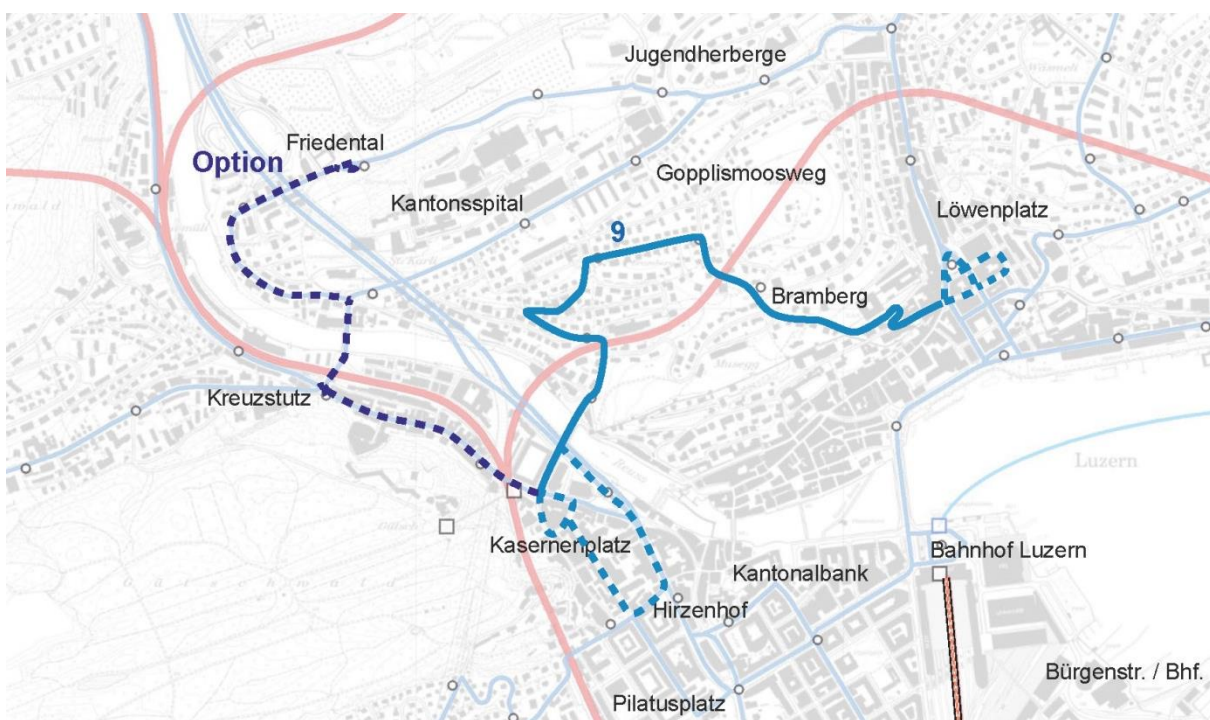 Jugendherberge
Friedental
Option
Gopplismoosweg
Kantonsspital
Löwenplatz
9
Bramberg
Kreuzstutz
Luzern
Kasernenplatz
Bahnhof Luzern
Kantonalbank
Hirzenhof
Bürgenstr. / Bhf.
Pilatusplatz